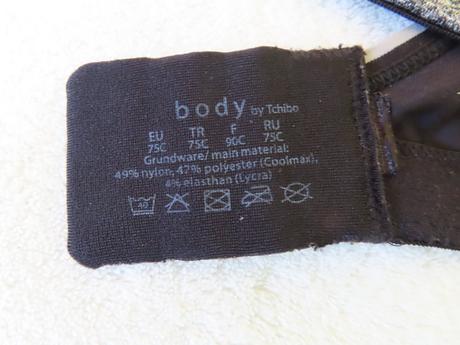 body by Tchibo
EU TR F RU
75C 75C 90C 75C
Grundware/ main material:
49% nylon, 47% polyester (Coolmax),
4% elasthan (Lycra)
40